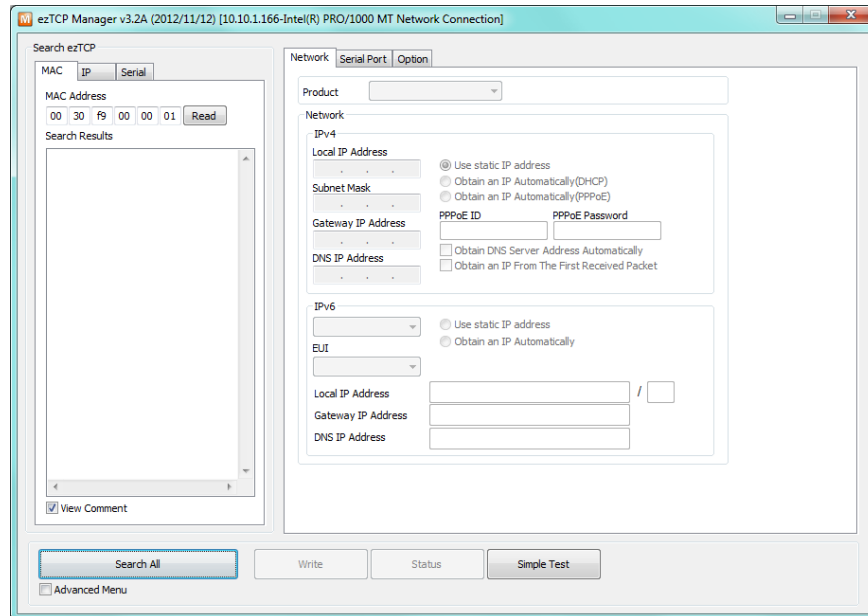 ezTCP Manager v3.2A (2012/11/12) [10.10.1.166-Intel(R) PRO/1000 MT Network Connection]
Search ezTCP
MAC IP Serial
MAC Address
00 30 f9 00 00 01 Read
Search Results
View Comment
Network Serial Port Option
Product
Network
IPv4
Local IP Address
. . .
Use static IP address
Obtain an IP Automatically(DHCP)
Subnet Mask
. . .
Obtain an IP Automatically(PPPoE)
PPPoE ID PPPoE Password
Gateway IP Address
. . .
Obtain DNS Server Address Automatically
DNS IP Address
Obtain an IP From The First Received Packet
. . .
IPv6
Use static IP address
EUI
Obtain an IP Automatically
Local IP Address /
Gateway IP Address
DNS IP Address
Search All Write Status Simple Test
Advanced Menu